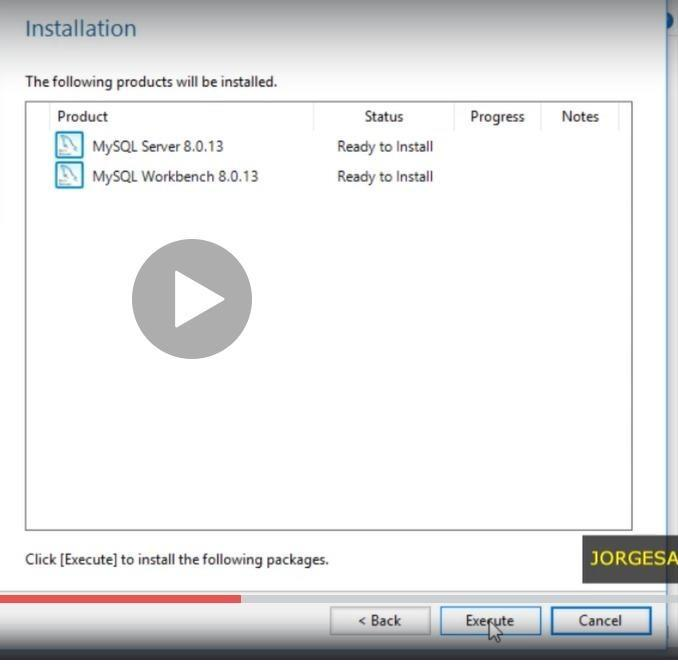 Installation
The following products will be installed.
Product Status Progress Notes
MySQL Server 8.0.13 Ready to Install
MySQL Workbench 8.0.13 Ready to Install
Click [Execute] to install the following packages.
JORGESA
< Back Execute Cancel